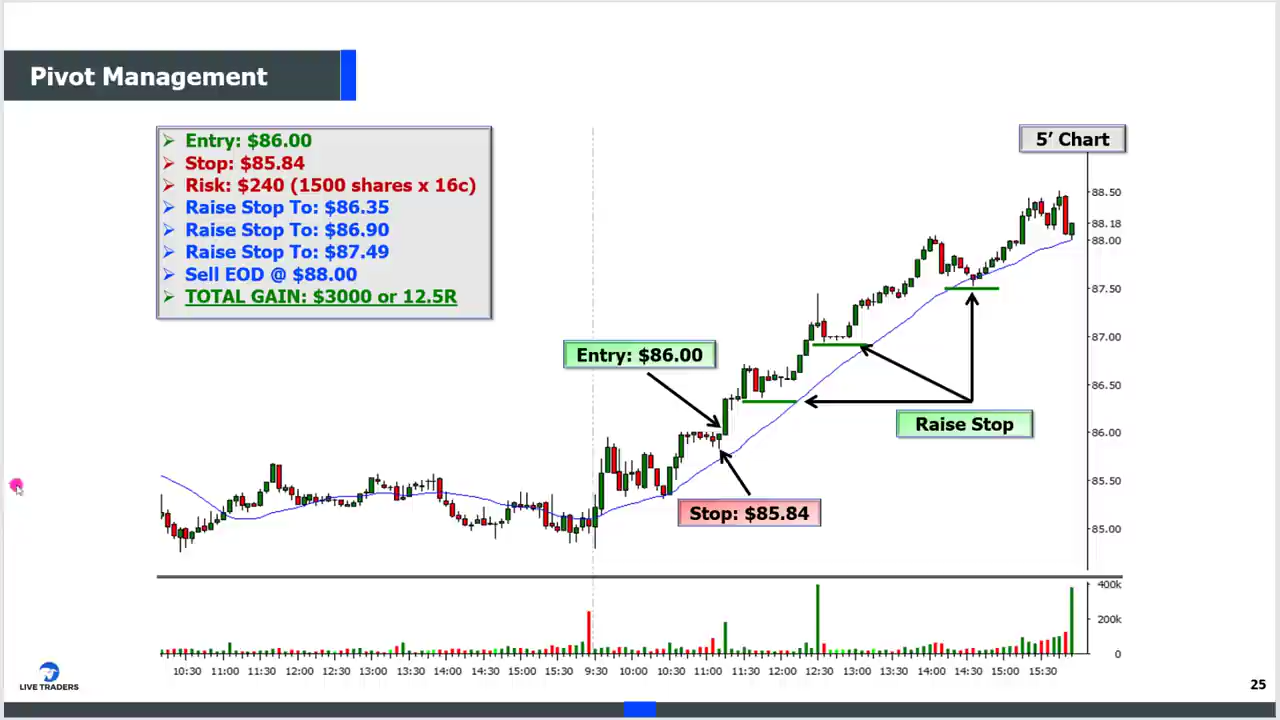 Pivot Management
Entry: $86.00
Stop: $85.84
Risk: $240 (1500 shares x 16c)
Raise Stop To: $86.35
Raise Stop To: $86.90
Raise Stop To: $87.49
Sell EOD @ $88.00
TOTAL GAIN: $3000 or 12.5R
5’ Chart
88.50
88.18
88.00
87.50
87.00
Entry: $86.00
86.50
Raise Stop
86.00
85.50
Stop: $85.84
85.00
400k
200k
0
10:30 11:00 11:30 12:00 12:30 13:00 13:30 14:00 14:30 15:00 15:30 9:30 10:00 10:30 11:00 11:30 12:00 12:30 13:00 13:30 14:00 14:30 15:00 15:30
LIVE TRADERS
25